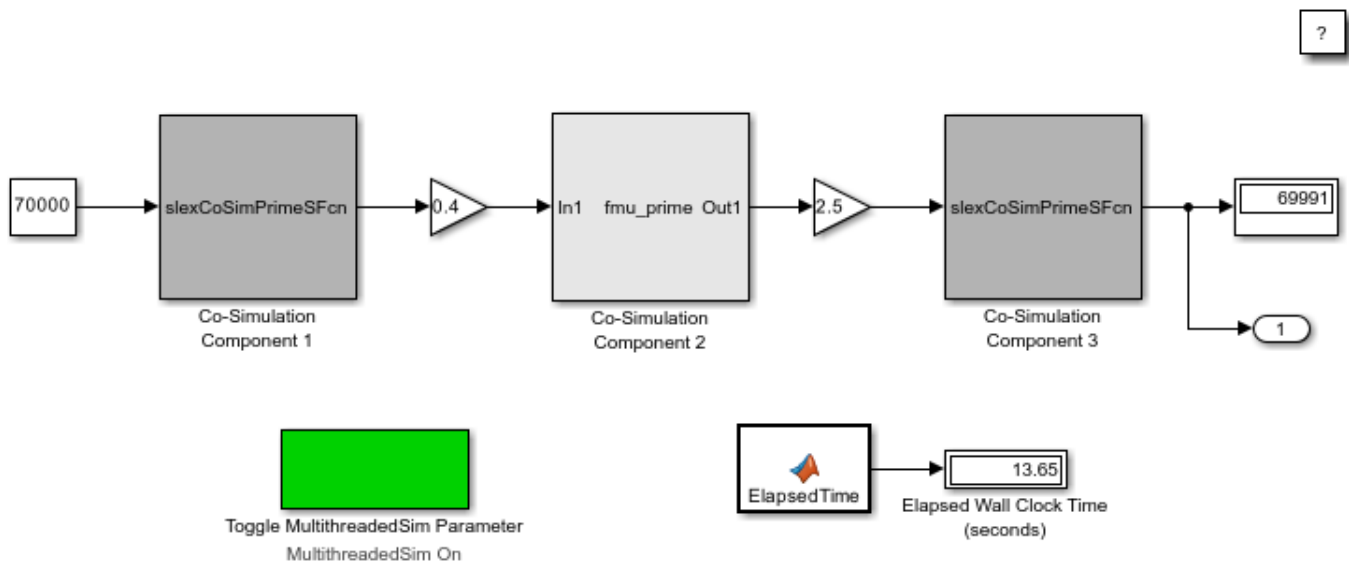 ?
70000
slexCoSimPrimeSFcn
0.4
In1 fmu_prime Out1
2.5
slexCoSimPrimeSFcn
69991
Co-Simulation
Component 1
Co-Simulation
Component 2
Co-Simulation
Component 3
1
ElapsedTime
13.65
Toggle MultithreadedSim Parameter
MultithreadedSim On
Elapsed Wall Clock Time
(seconds)